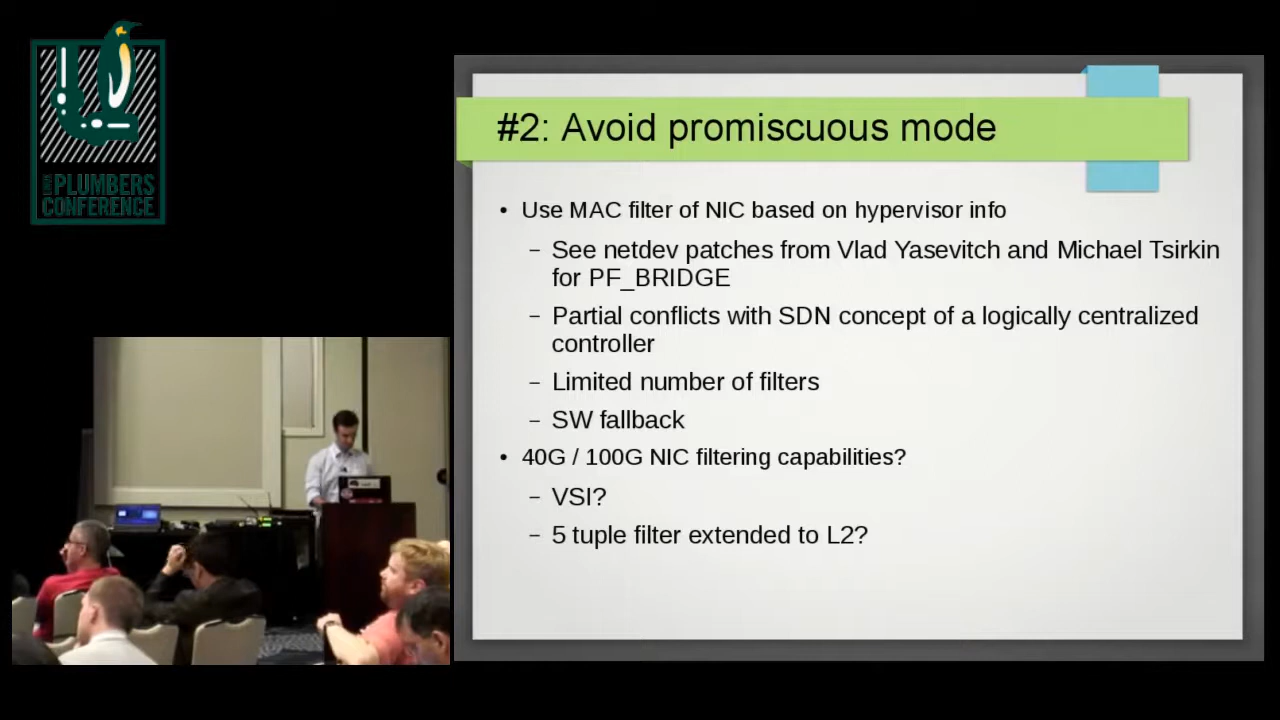 LINUX
PLUMBERS
CONFERENCE
#2: Avoid promiscuous mode
• Use MAC filter of NIC based on hypervisor info
– See netdev patches from Vlad Yasevitch and Michael Tsirkin
for PF_BRIDGE
– Partial conflicts with SDN concept of a logically centralized
controller
– Limited number of filters
– SW fallback
• 40G / 100G NIC filtering capabilities?
– VSI?
– 5 tuple filter extended to L2?